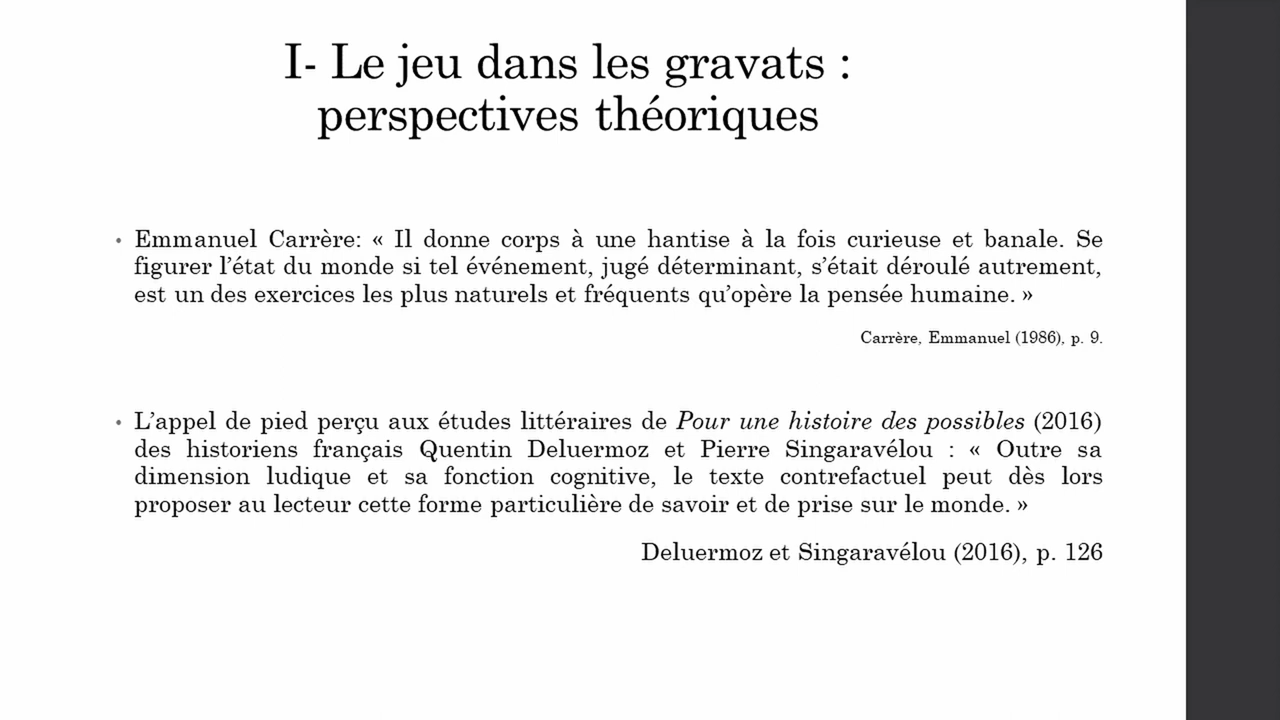 I- Le jeu dans les gravats :
perspectives théoriques
• Emmanuel Carrère: « Il donne corps à une hantise à la fois curieuse et banale. Se
figurer l’état du monde si tel événement, jugé déterminant, s’était déroulé autrement,
est un des exercices les plus naturels et fréquents qu’opère la pensée humaine. »
Carrère, Emmanuel (1986), p. 9.
• L’appel de pied perçu aux études littéraires de Pour une histoire des possibles (2016)
des historiens français Quentin Deluermoz et Pierre Singaravélou : « Outre sa
dimension ludique et sa fonction cognitive, le texte contrefactuel peut dès lors
proposer au lecteur cette forme particulière de savoir et de prise sur le monde. »
Deluermoz et Singaravélou (2016), p. 126